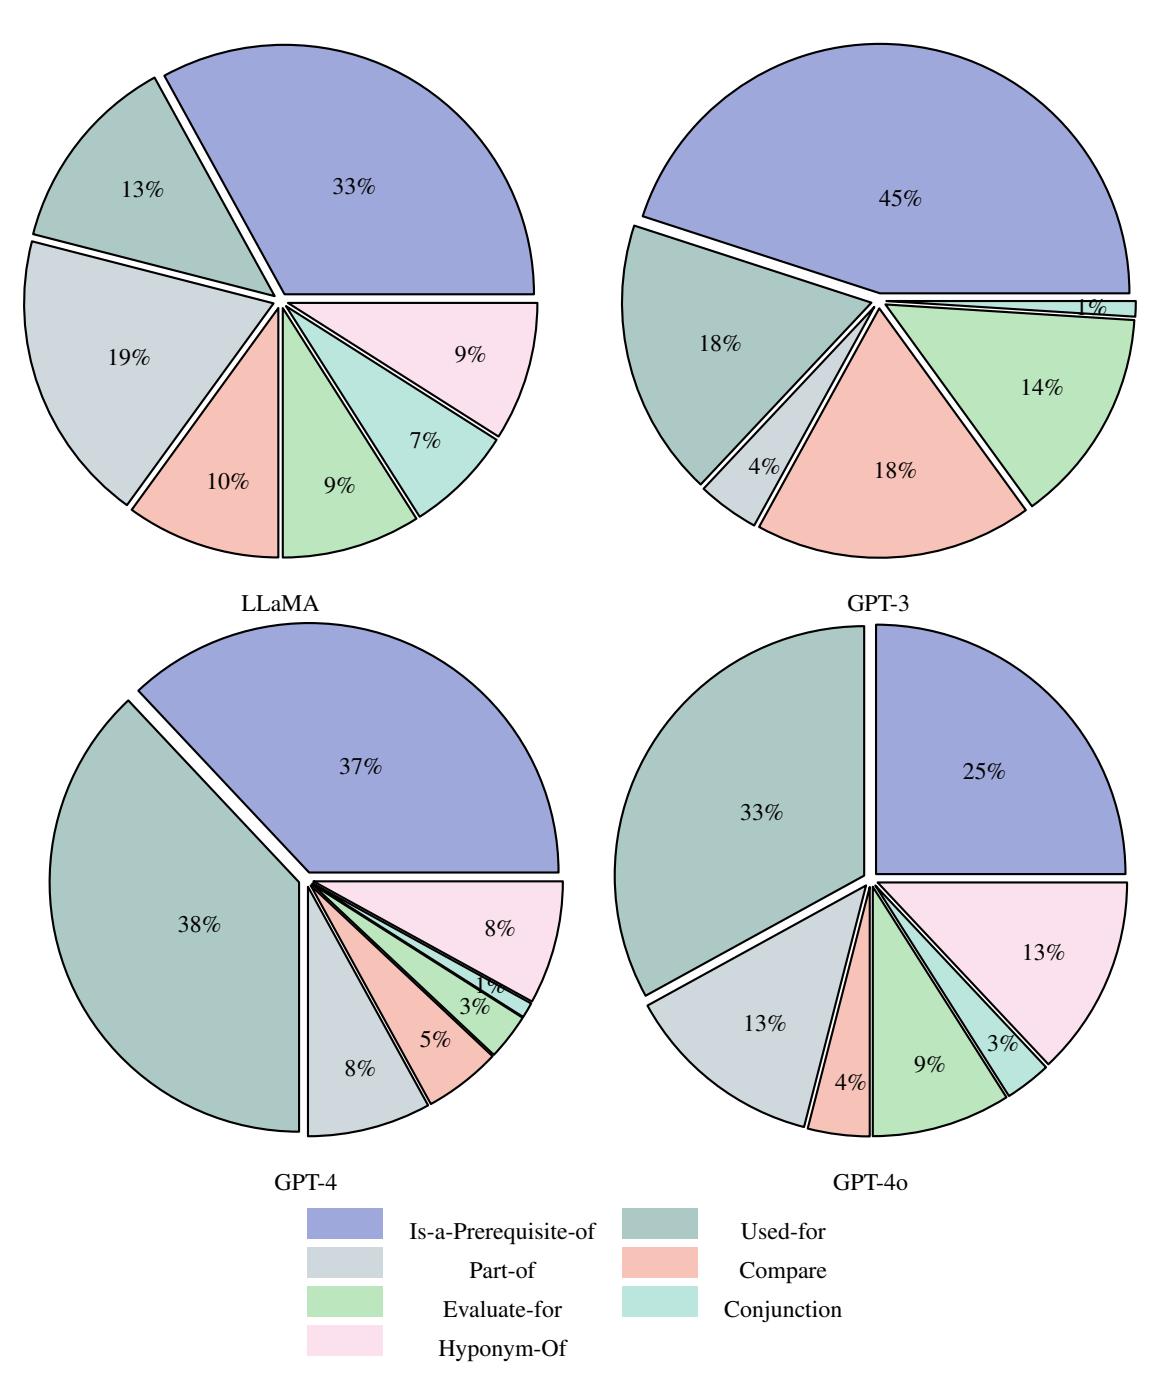 33%
13%
19%
10%
9%
7%
9%
LLaMA
45%
18%
4%
18%
14%
1%
GPT-3
37%
38%
8%
5%
3%
1%
8%
GPT-4
25%
33%
13%
4%
9%
3%
13%
GPT-4o
Is-a-Prerequisite-of
Used-for
Part-of
Compare
Evaluate-for
Conjunction
Hyponym-Of